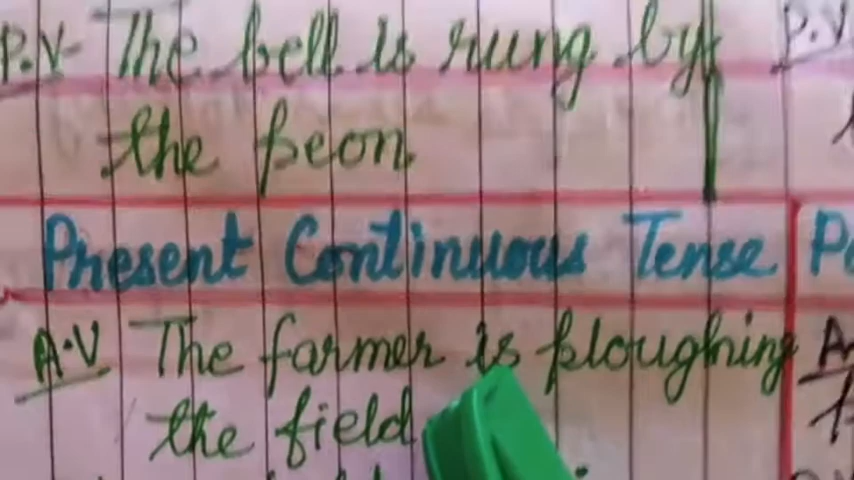 P.V- The bell is rung by
the peon.
P.V
Present Continuous Tense
A.V The farmer is ploughing
the field